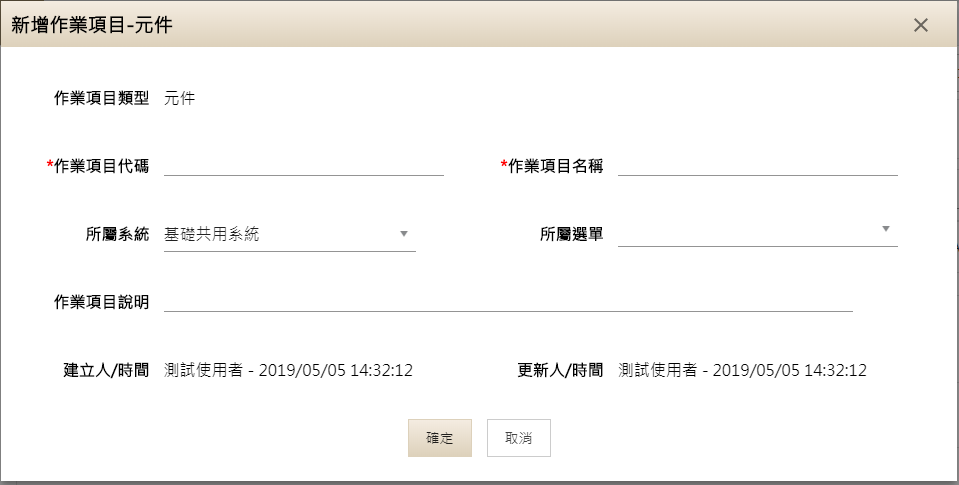 新增作業項目-元件
作業項目類型 元件
*作業項目代碼 *作業項目名稱
所屬系統 基礎共用系統 所屬選單
作業項目說明
建立人/時間 測試使用者 - 2019/05/05 14:32:12 更新人/時間 測試使用者 - 2019/05/05 14:32:12
確定 取消